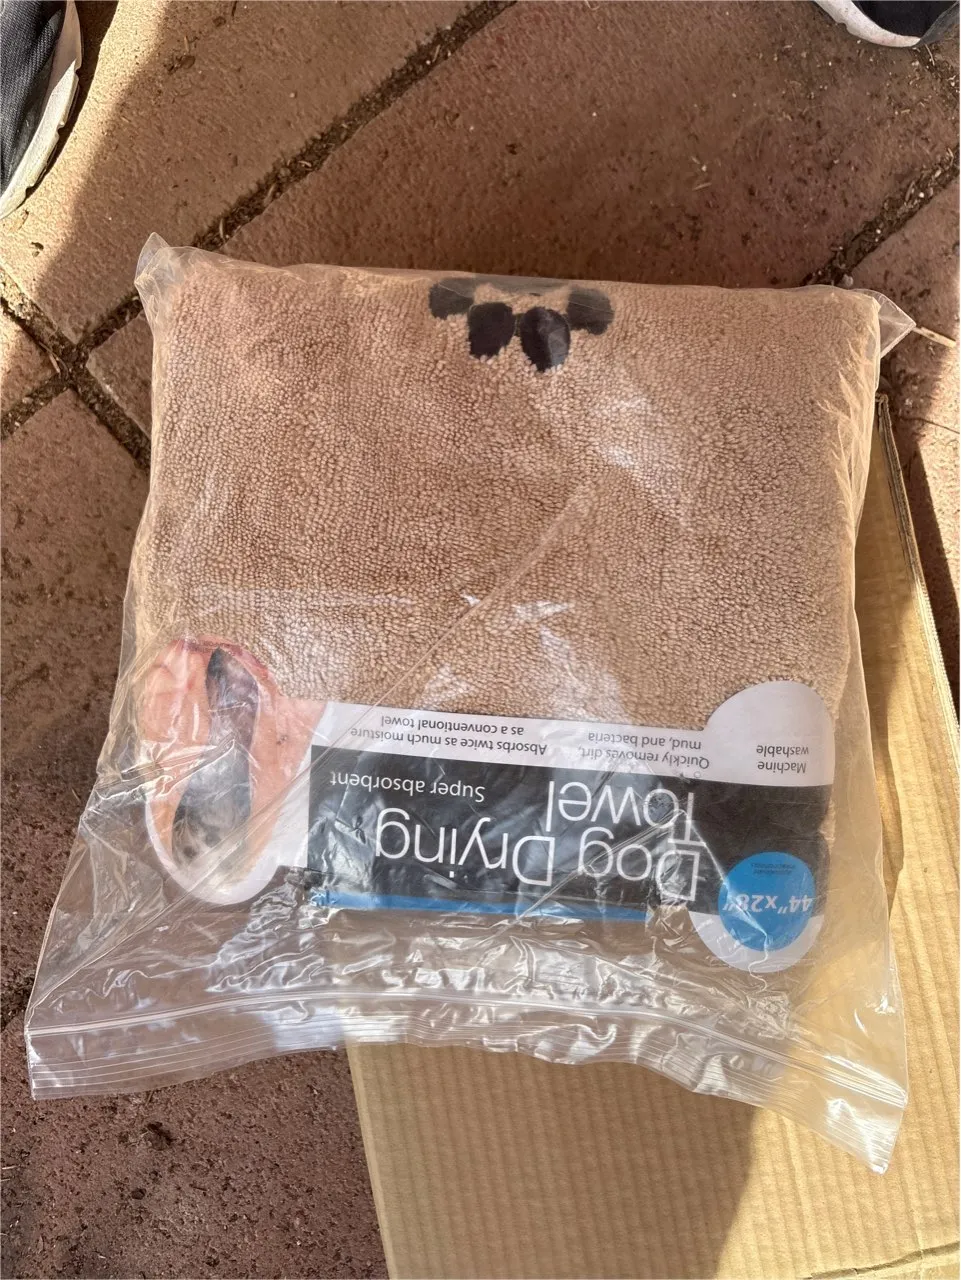 Dog Drying
Towel
Super absorbent
44"x28"
Machine
washable
Quickly removes dirt,
mud, and bacteria
Absorbs twice as much moisture
as a conventional towel